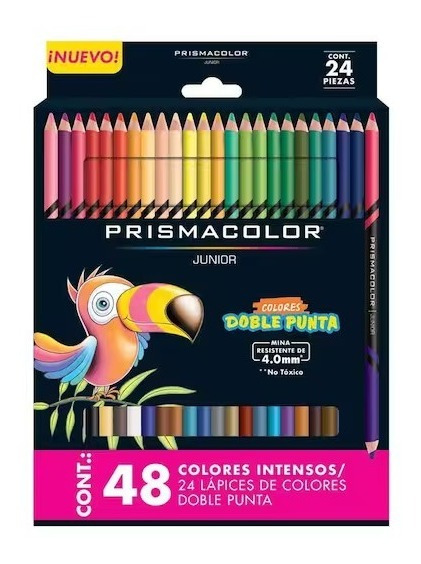 ¡NUEVO!
PRISMACOLOR
JUNIOR
CONT.
24
PIEZAS
PRISMACOLOR®
JUNIOR
PRISMACOLOR JUNIOR
COLORES
DOBLE PUNTA
MINA
RESISTENTE DE
4.0mm**
**No Tóxico
CONT.:
48
COLORES INTENSOS/
24 LÁPICES DE COLORES
DOBLE PUNTA